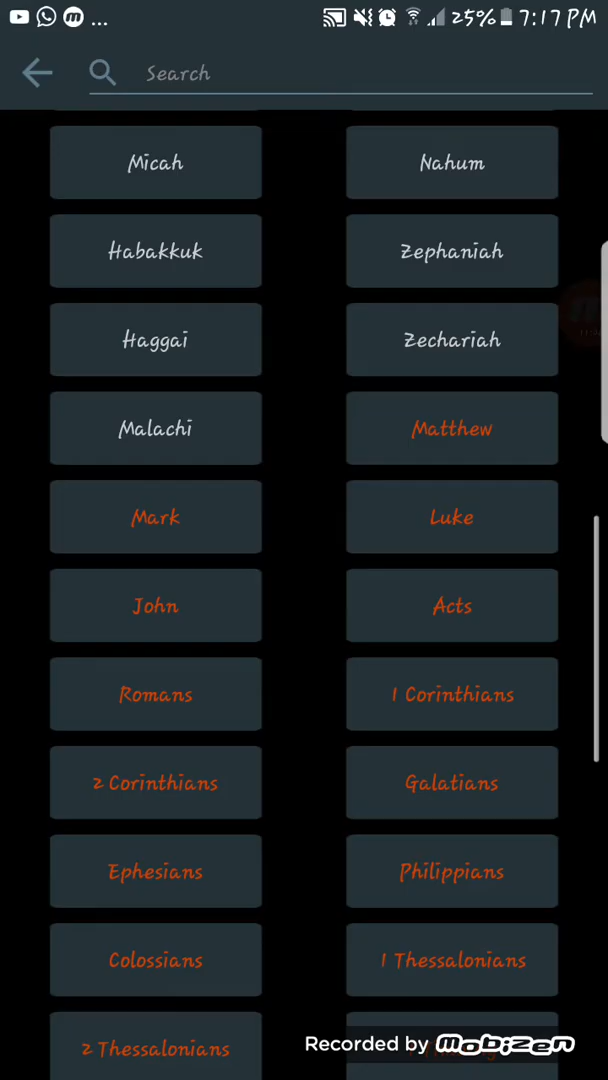 ... 25% 7:17 PM
Search
Micah Nahum
Habakkuk Zephaniah
Haggai Zechariah
Malachi Matthew
Mark Luke
John Acts
Romans 1 Corinthians
2 Corinthians Galatians
Ephesians Philippians
Colossians 1 Thessalonians
2 Thessalonians
Recorded by mobizen